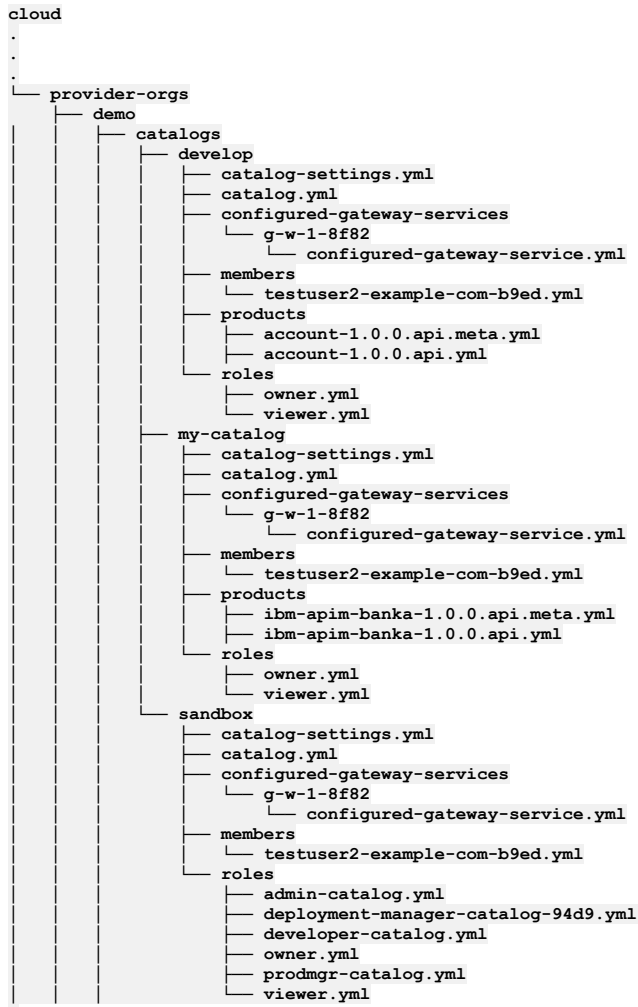 cloud
.
.
.
└── provider-orgs
    ├── demo
│   │   ├── catalogs
│   │   │   ├── develop
│   │   │   │   ├── catalog-settings.yml
│   │   │   │   ├── catalog.yml
│   │   │   │   ├── configured-gateway-services
│   │   │   │   │   └── g-w-1-8f82
│   │   │   │   │       └── configured-gateway-service.yml
│   │   │   │   ├── members
│   │   │   │   │   └── testuser2-example-com-b9ed.yml
│   │   │   │   ├── products
│   │   │   │   │   ├── account-1.0.0.api.meta.yml
│   │   │   │   │   ├── account-1.0.0.api.yml
│   │   │   │   └── roles
│   │   │   │       ├── owner.yml
│   │   │   │       └── viewer.yml
│   │   │   ├── my-catalog
│   │   │   │   ├── catalog-settings.yml
│   │   │   │   ├── catalog.yml
│   │   │   │   ├── configured-gateway-services
│   │   │   │   │   └── g-w-1-8f82
│   │   │   │   │       └── configured-gateway-service.yml
│   │   │   │   ├── members
│   │   │   │   │   └── testuser2-example-com-b9ed.yml
│   │   │   │   ├── products
│   │   │   │   │   ├── ibm-apim-banka-1.0.0.api.meta.yml
│   │   │   │   │   ├── ibm-apim-banka-1.0.0.api.yml
│   │   │   │   └── roles
│   │   │   │       ├── owner.yml
│   │   │   │       └── viewer.yml
│   │   │   └── sandbox
│   │   │       ├── catalog-settings.yml
│   │   │       ├── catalog.yml
│   │   │       ├── configured-gateway-services
│   │   │       │   └── g-w-1-8f82
│   │   │       │       └── configured-gateway-service.yml
│   │   │       ├── members
│   │   │       │   └── testuser2-example-com-b9ed.yml
│   │   │       └── roles
│   │   │           ├── admin-catalog.yml
│   │   │           ├── deployment-manager-catalog-94d9.yml
│   │   │           ├── developer-catalog.yml
│   │   │           ├── owner.yml
│   │   │           ├── prodmgr-catalog.yml
│   │   │           └── viewer.yml